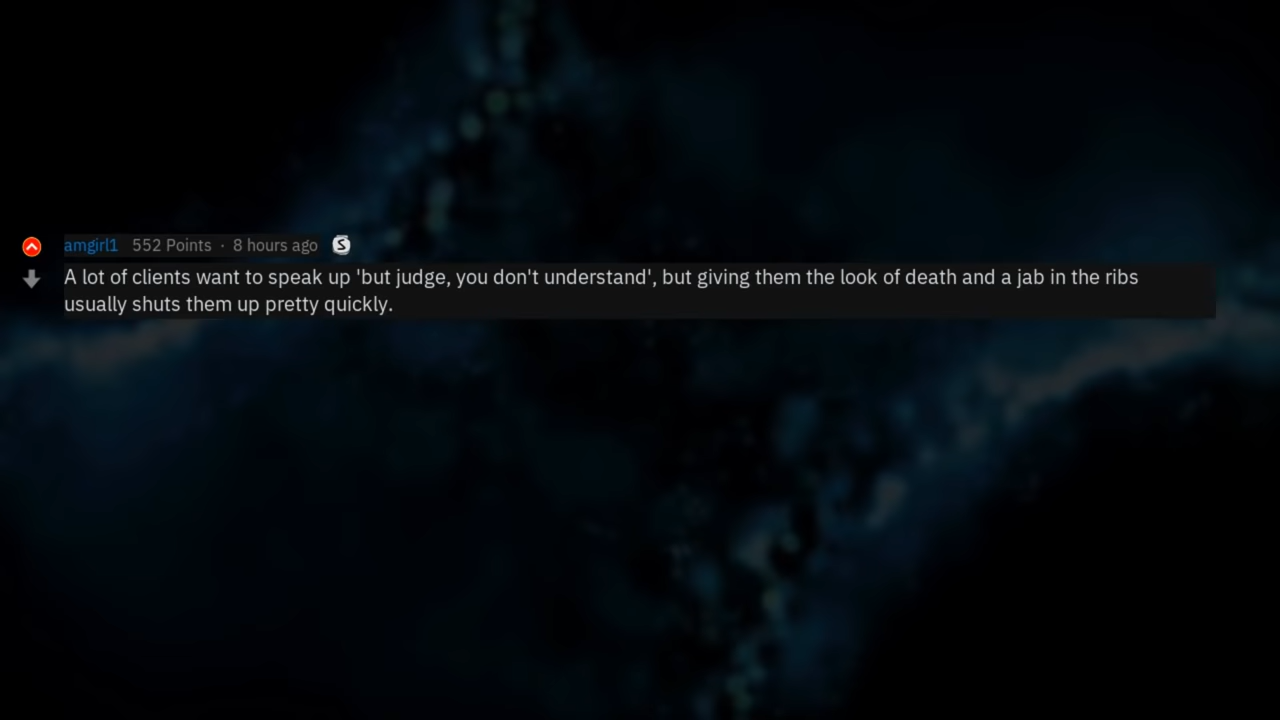 amgirl1 552 Points · 8 hours ago S
A lot of clients want to speak up 'but judge, you don't understand', but giving them the look of death and a jab in the ribs
usually shuts them up pretty quickly.